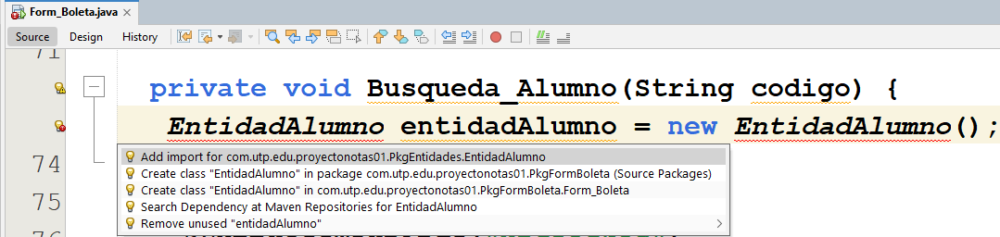 Form_Boleta.java
Source Design History
71
private void Busqueda_Alumno(String codigo) {
EntidadAlumno entidadAlumno = new EntidadAlumno();
Add import for com.utp.edu.proyectonotas01.PkgEntidades.EntidadAlumno
74
Create class "EntidadAlumno" in package com.utp.edu.proyectonotas01.PkgFormBoleta (Source Packages)
Create class "EntidadAlumno" in com.utp.edu.proyectonotas01.PkgFormBoleta.Form_Boleta
75
Search Dependency at Maven Repositories for EntidadAlumno
Remove unused "entidadAlumno"
76